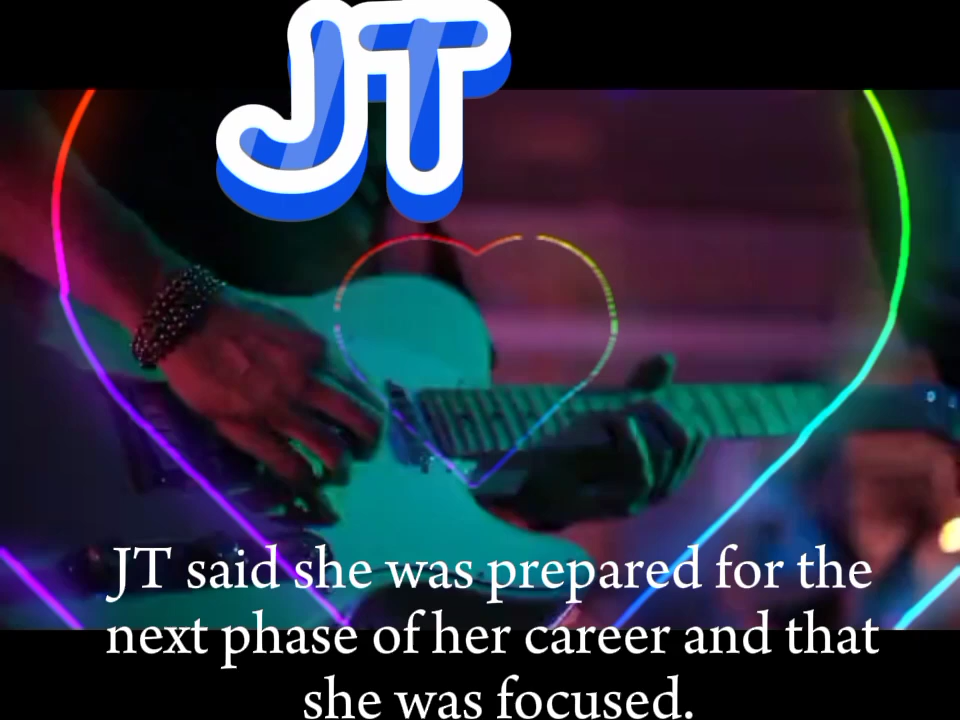 JT
JT said she was prepared for the
next phase of her career and that
she was focused.